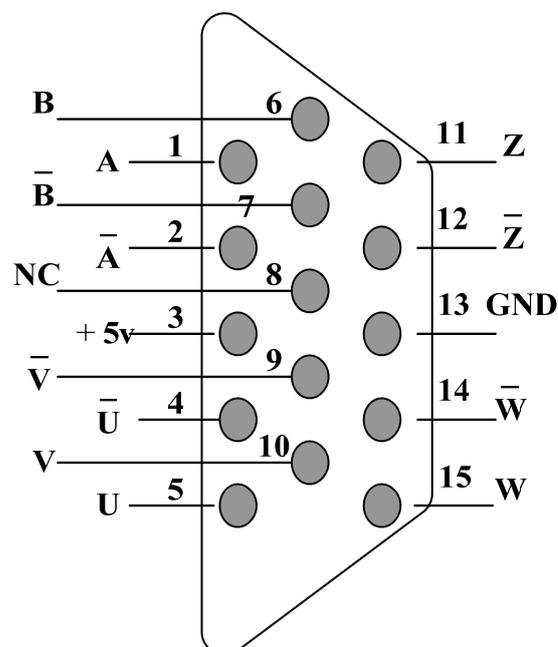 B 6
11 Z
A 1
B̅ 7
12 Z̅
A̅ 2
NC 8
13 GND
+ 5v 3
V̅ 9
14 W̅
U̅ 4
V 10
15 W
U 5